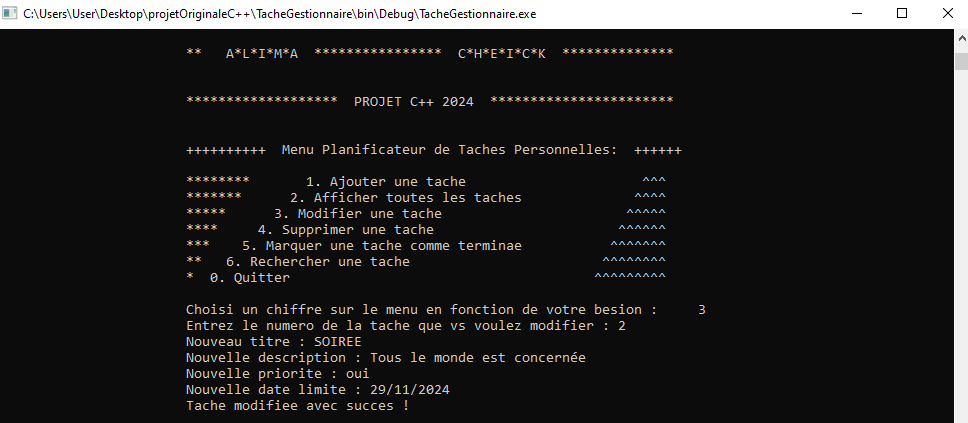 C:\Users\User\Desktop\projetOriginaleC++\TacheGestionnaire\bin\Debug\TacheGestionnaire.exe
** A*L*I*M*A **************** C*H*E*I*C*K **************
******************* PROJET C++ 2024 ***********************
++++++++++ Menu Planificateur de Taches Personnelles: ++++++
******** 1. Ajouter une tache ^^^
******* 2. Afficher toutes les taches ^^^^
***** 3. Modifier une tache ^^^^^
**** 4. Supprimer une tache ^^^^^^
*** 5. Marquer une tache comme terminae ^^^^^^^
** 6. Rechercher une tache ^^^^^^^^
* 0. Quitter ^^^^^^^^^
Choisi un chiffre sur le menu en fonction de votre besion : 3
Entrez le numero de la tache que vs voulez modifier : 2
Nouveau titre : SOIREE
Nouvelle description : Tous le monde est concernée
Nouvelle priorite : oui
Nouvelle date limite : 29/11/2024
Tache modifiee avec succes !